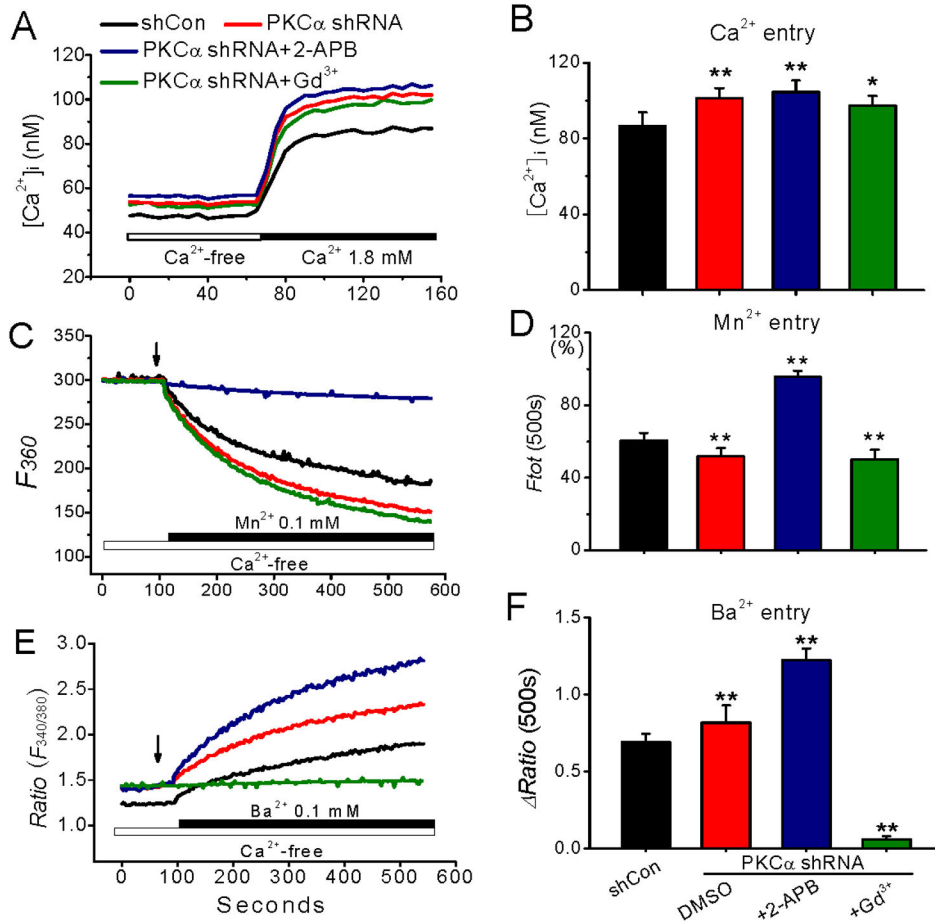 A
shCon PKCα shRNA
PKCα shRNA+2-APB
PKCα shRNA+Gd³⁺
[Ca²⁺]i (nM)
120
100
80
60
40
20
Ca²⁺-free Ca²⁺ 1.8 mM
0 40 80 120 160
B
Ca²⁺ entry
[Ca²⁺]i (nM)
120
80
40
0
** ** *
C
F360
350
300
250
200
150
100
Mn²⁺ 0.1 mM
Ca²⁺-free
0 100 200 300 400 500 600
D
Mn²⁺ entry
(%)
Ftot (500s)
120
80
40
0
** ** **
E
Ratio (F340/380)
3.0
2.5
2.0
1.5
1.0
Ba²⁺ 0.1 mM
Ca²⁺-free
0 100 200 300 400 500 600
Seconds
F
Ba²⁺ entry
ΔRatio (500s)
1.5
1.0
0.5
0.0
** ** **
PKCα shRNA
shCon DMSO +2-APB +Gd³⁺